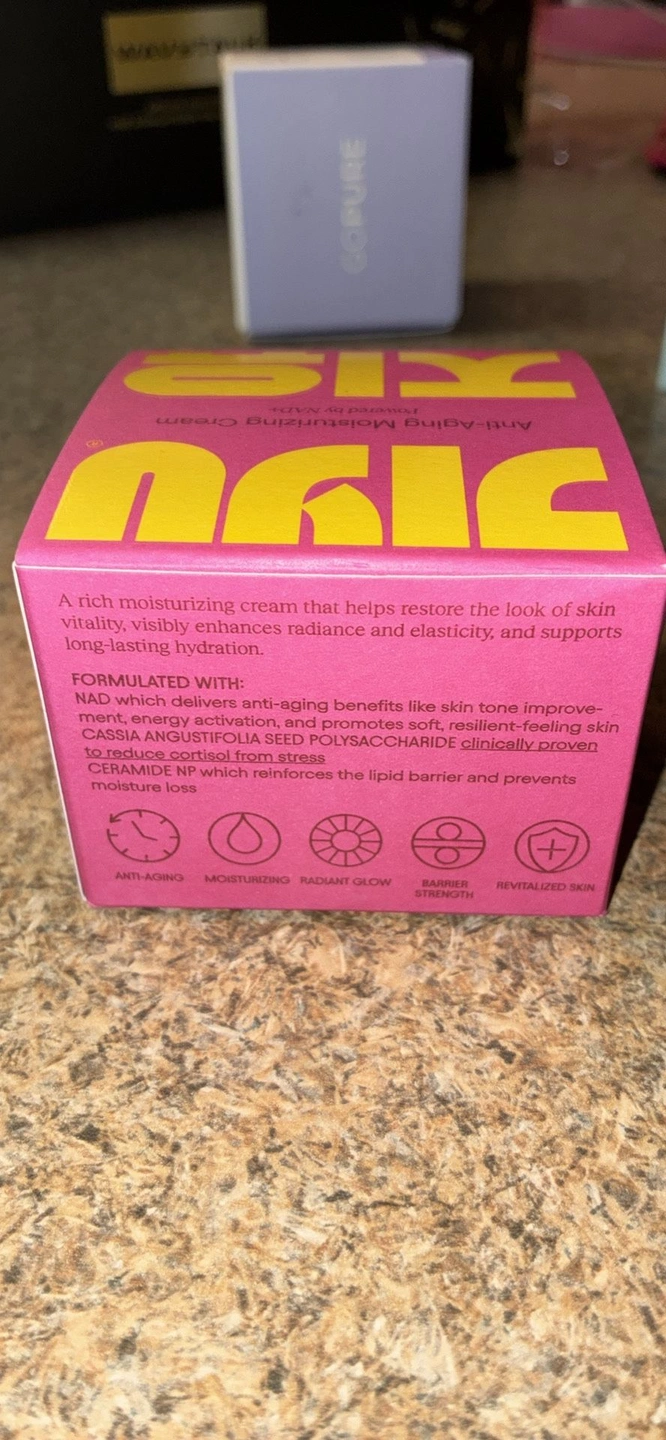 GOPURE
Anti-Aging Moisturizing Cream
Powered by NAD+
A rich moisturizing cream that helps restore the look of skin
vitality, visibly enhances radiance and elasticity, and supports
long-lasting hydration.
FORMULATED WITH:
NAD which delivers anti-aging benefits like skin tone improve-
ment, energy activation, and promotes soft, resilient-feeling skin
CASSIA ANGUSTIFOLIA SEED POLYSACCHARIDE clinically proven
to reduce cortisol from stress
CERAMIDE NP which reinforces the lipid barrier and prevents
moisture loss
ANTI-AGING
MOISTURIZING
RADIANT GLOW
BARRIER
STRENGTH
REVITALIZED SKIN